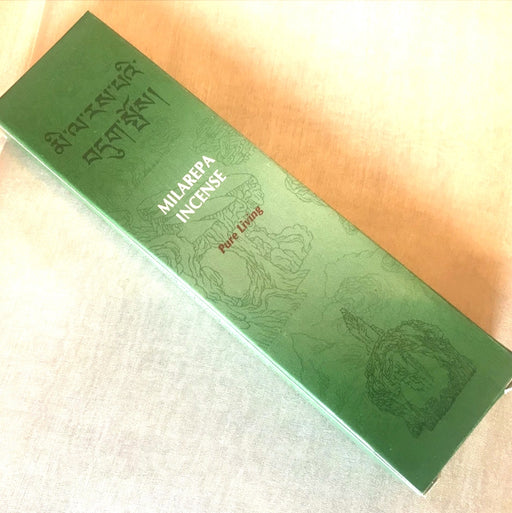 མི་ལ་རས་པའི་
བདུག་སྤོས།
MILAREPA
INCENSE
Pure Living